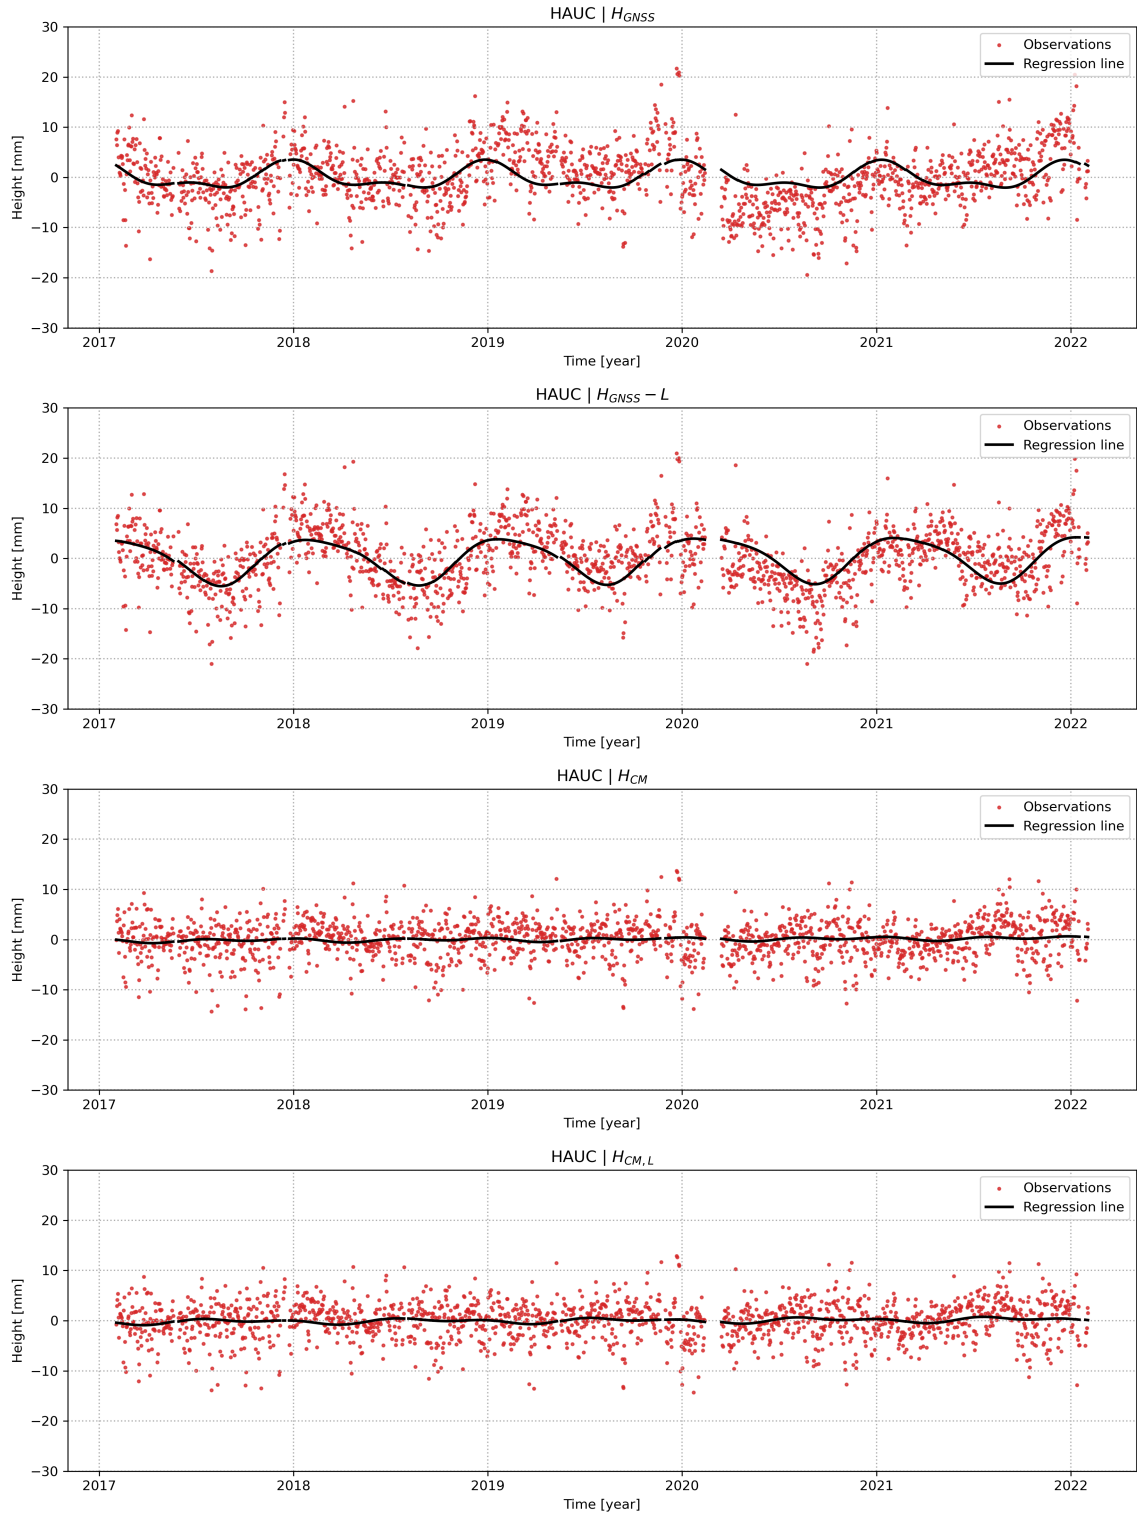 HAUC | H_GNSS
30
20
10
0
−10
−20
−30
Height [mm]
Observations
Regression line
2017 2018 2019 2020 2021 2022
Time [year]
HAUC | H_GNSS − L
30
20
10
0
−10
−20
−30
Height [mm]
Observations
Regression line
2017 2018 2019 2020 2021 2022
Time [year]
HAUC | H_CM
30
20
10
0
−10
−20
−30
Height [mm]
Observations
Regression line
2017 2018 2019 2020 2021 2022
Time [year]
HAUC | H_CM,L
30
20
10
0
−10
−20
−30
Height [mm]
Observations
Regression line
2017 2018 2019 2020 2021 2022
Time [year]